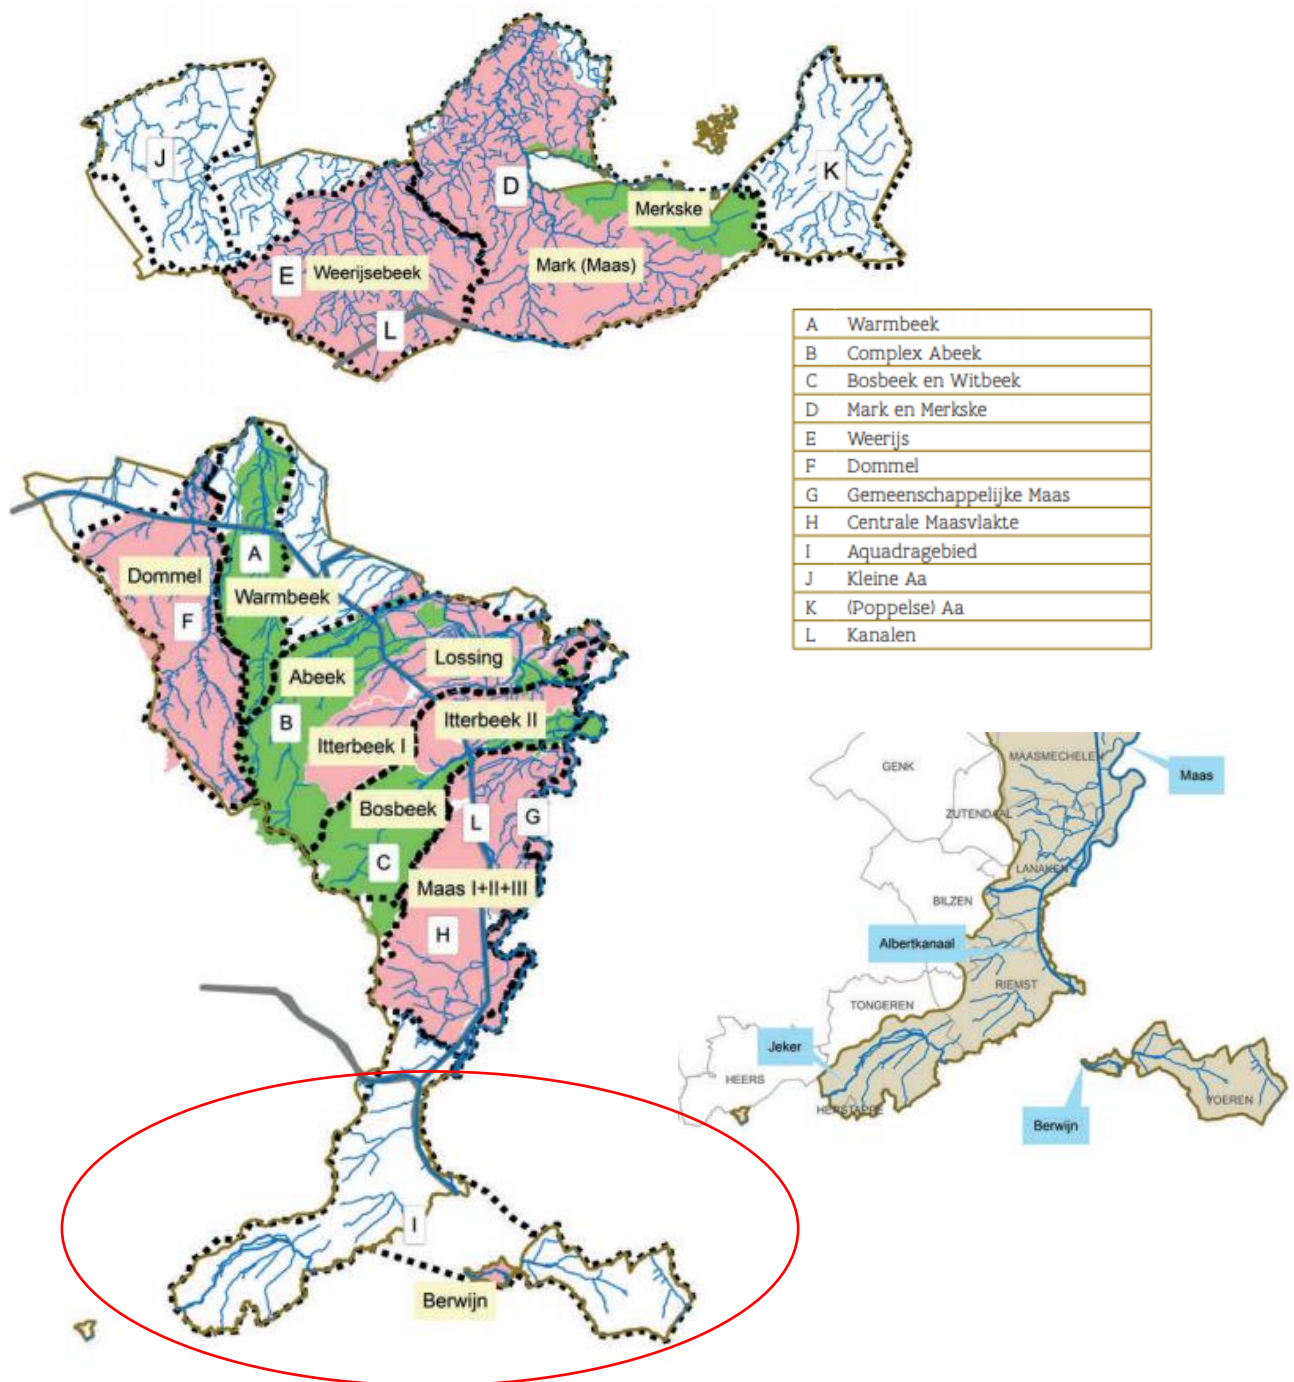 J
K
D
Merkske
E
Weerijsebeek
Mark (Maas)
L
A Warmbeek
B Complex Abeek
C Bosbeek en Witbeek
D Mark en Merkske
E Weerijs
F Dommel
G Gemeenschappelijke Maas
H Centrale Maasvlakte
I Aquadragebied
J Kleine Aa
K (Poppelse) Aa
L Kanalen
A
Dommel
Warmbeek
F
Lossing
Abeek
B
Itterbeek II
Itterbeek I
Bosbeek
L
G
C
Maas I+II+III
H
I
Berwijn
MAASMECHELEN
GENK
Maas
ZUTENDAAL
LANAKEN
BILZEN
Albertkanaal
RIEMST
TONGEREN
Jeker
HEERS
HERSTAPPE
VOEREN
Berwijn